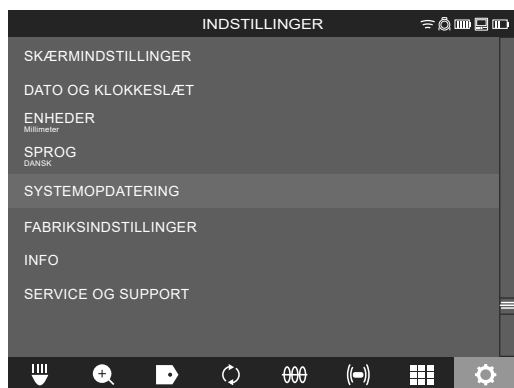 INDSTILLINGER
SKÆRMINDSTILLINGER
DATO OG KLOKKESLÆT
ENHEDER
Millimeter
SPROG
DANSK
SYSTEMOPDATERING
FABRIKSINDSTILLINGER
INFO
SERVICE OG SUPPORT